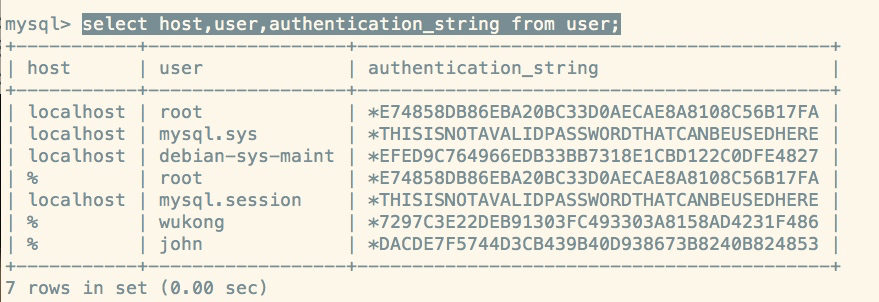 mysql> select host,user,authentication_string from user;
+-----------+------------------+-------------------------------------------+
| host      | user             | authentication_string                     |
+-----------+------------------+-------------------------------------------+
| localhost | root             | *E74858DB86EBA20BC33D0AECAE8A8108C56B17FA |
| localhost | mysql.sys        | *THISISNOTAVALIDPASSWORDTHATCANBEUSEDHERE |
| localhost | debian-sys-maint | *EFED9C764966EDB33BB7318E1CBD122C0DFE4827 |
| %         | root             | *E74858DB86EBA20BC33D0AECAE8A8108C56B17FA |
| localhost | mysql.session    | *THISISNOTAVALIDPASSWORDTHATCANBEUSEDHERE |
| %         | wukong           | *7297C3E22DEB91303FC493303A8158AD4231F486 |
| %         | john             | *DACDE7F5744D3CB439B40D938673B8240B824853 |
+-----------+------------------+-------------------------------------------+
7 rows in set (0.00 sec)